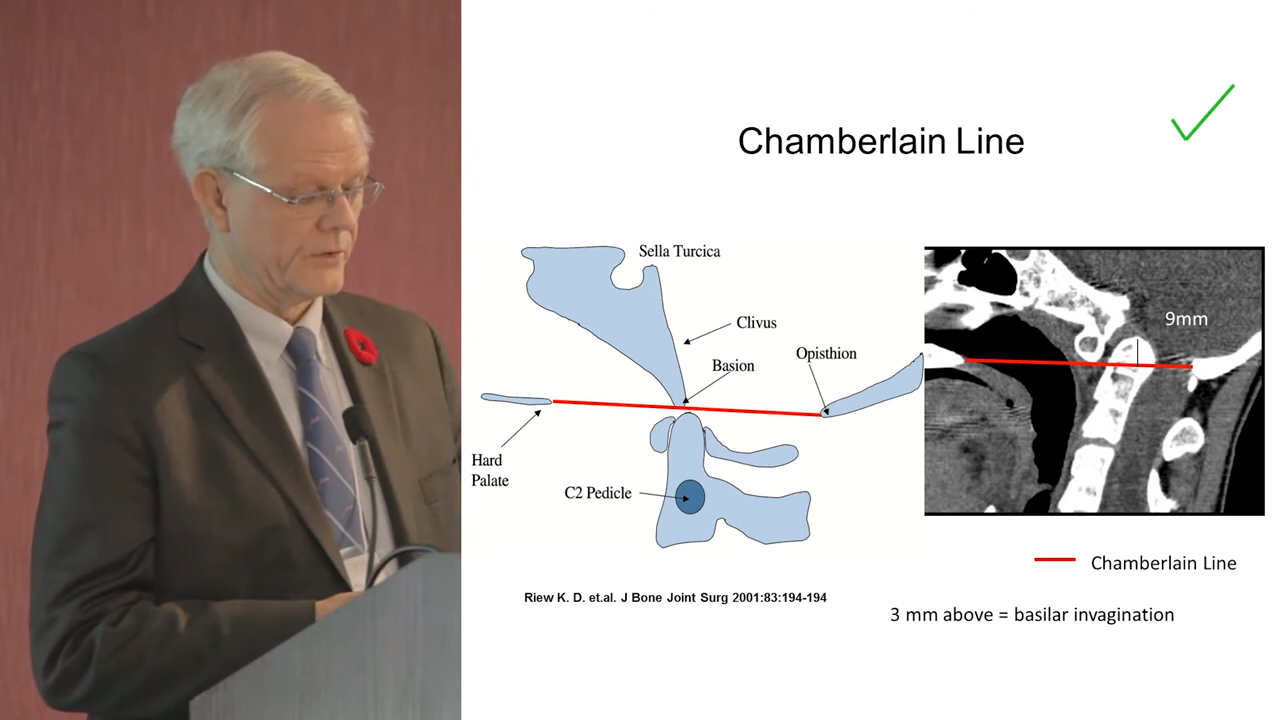 Chamberlain Line
Sella Turcica
Clivus
Basion
Opisthion
Hard
Palate
C2 Pedicle
9mm
Chamberlain Line
Riew K. D. et.al. J Bone Joint Surg 2001:83:194-194
3 mm above = basilar invagination